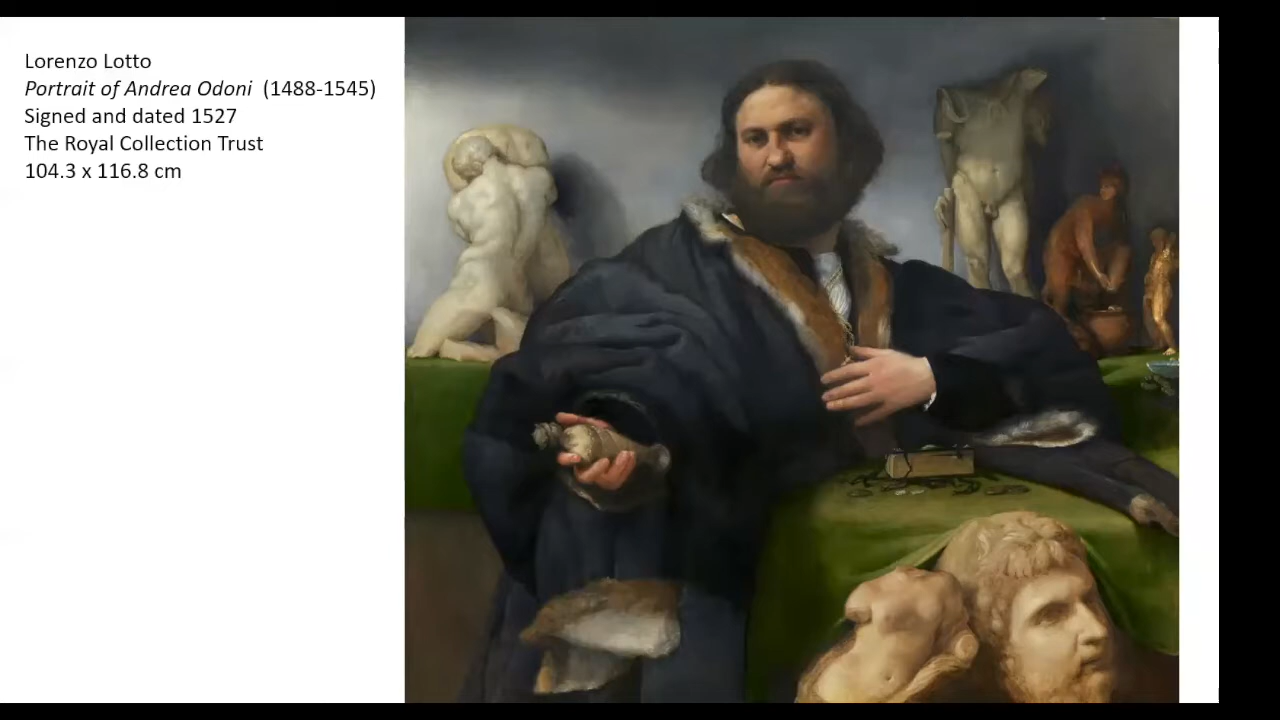 Lorenzo Lotto
Portrait of Andrea Odoni (1488-1545)
Signed and dated 1527
The Royal Collection Trust
104.3 x 116.8 cm